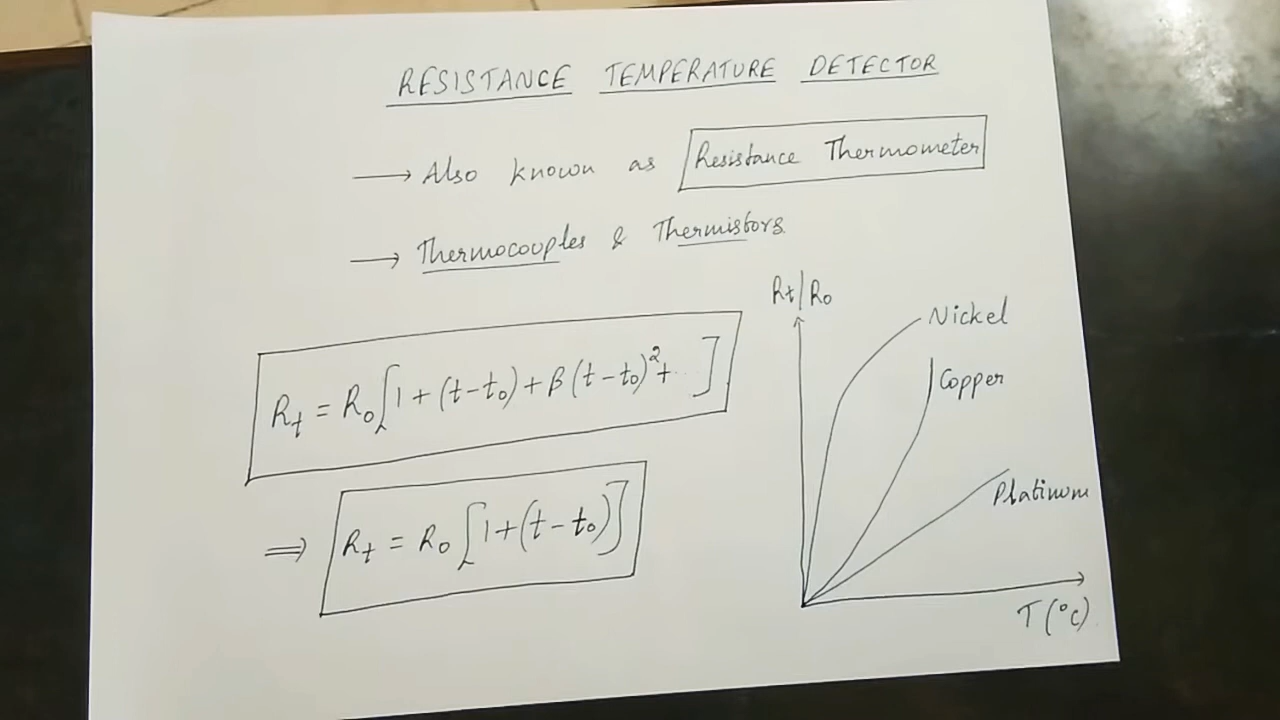 RESISTANCE TEMPERATURE DETECTOR
→ Also known as Resistance Thermometer
→ Thermocouples & Thermistors
Rt = R₀[1 + (t-t₀) + β(t-t₀)² + .. ]
⇒ Rt = R₀[1+(t-t₀)]
Rt/R₀
Nickel
Copper
Platinum
T(°c)